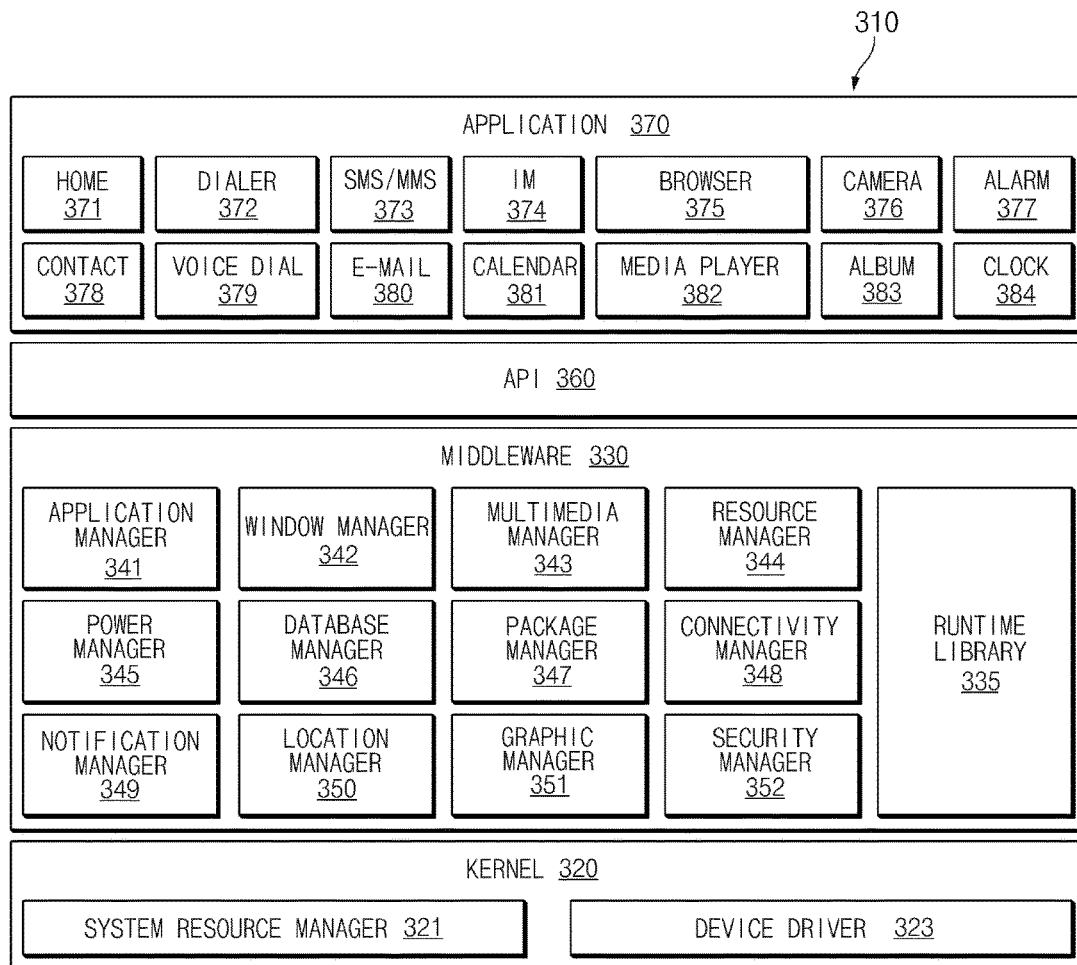 310
APPLICATION 370
HOME
371
DIALER
372
SMS/MMS
373
IM
374
BROWSER
375
CAMERA
376
ALARM
377
CONTACT
378
VOICE DIAL
379
E-MAIL
380
CALENDAR
381
MEDIA PLAYER
382
ALBUM
383
CLOCK
384
API 360
MIDDLEWARE 330
APPLICATION
MANAGER
341
WINDOW MANAGER
342
MULTIMEDIA
MANAGER
343
RESOURCE
MANAGER
344
POWER
MANAGER
345
DATABASE
MANAGER
346
PACKAGE
MANAGER
347
CONNECTIVITY
MANAGER
348
RUNTIME
LIBRARY
335
NOTIFICATION
MANAGER
349
LOCATION
MANAGER
350
GRAPHIC
MANAGER
351
SECURITY
MANAGER
352
KERNEL 320
SYSTEM RESOURCE MANAGER 321
DEVICE DRIVER 323